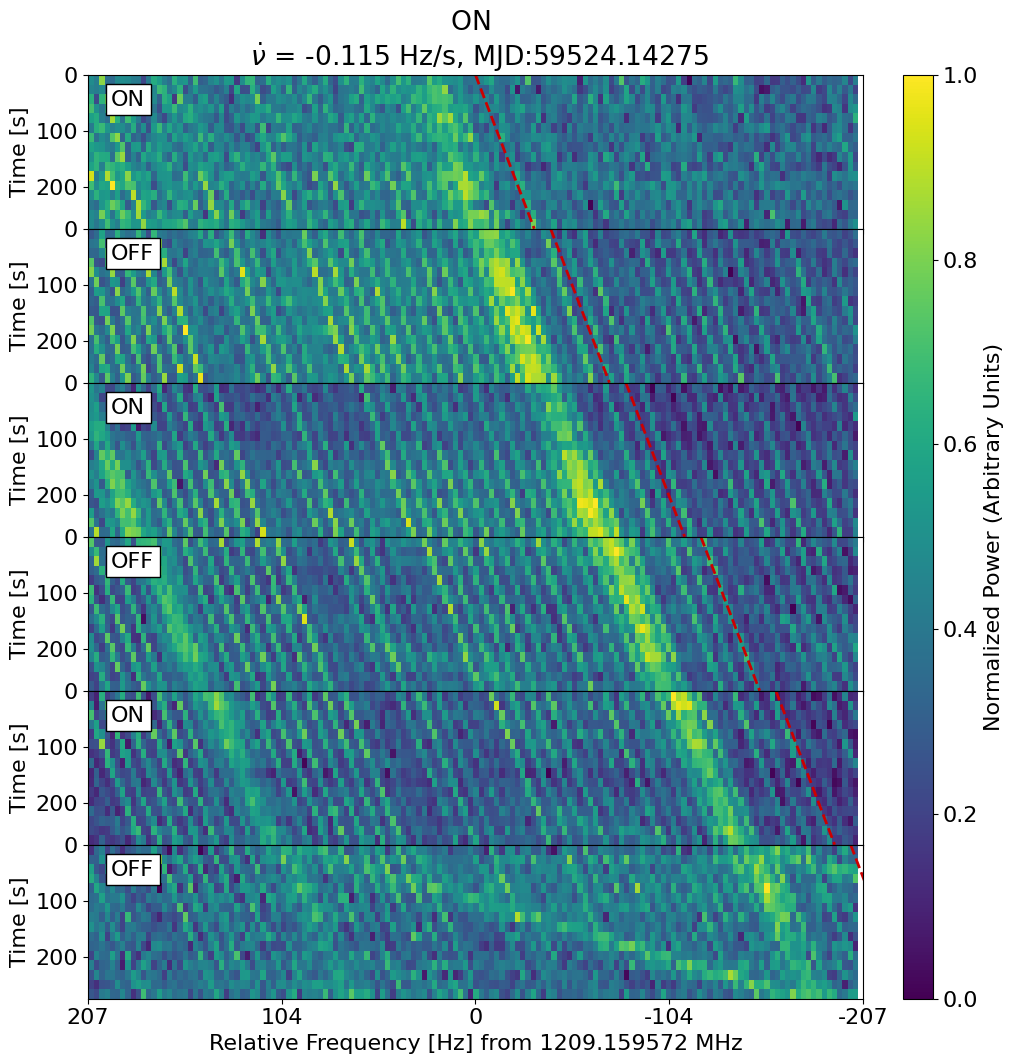 ON
ν̇ = -0.115 Hz/s, MJD:59524.14275
0
ON
100
Time [s]
200
0
OFF
100
Time [s]
200
0
ON
100
Time [s]
200
0
OFF
100
Time [s]
200
0
ON
100
Time [s]
200
0
OFF
100
Time [s]
200
207 104 0 -104 -207
Relative Frequency [Hz] from 1209.159572 MHz
1.0
0.8
0.6
0.4
0.2
0.0
Normalized Power (Arbitrary Units)